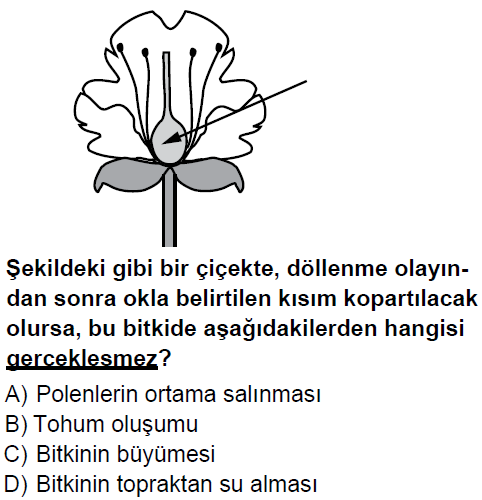 Şekildeki gibi bir çiçekte, döllenme olayın-
dan sonra okla belirtilen kısım kopartılacak
olursa, bu bitkide aşağıdakilerden hangisi
gerçekleşmez?
A) Polenlerin ortama salınması
B) Tohum oluşumu
C) Bitkinin büyümesi
D) Bitkinin topraktan su alması